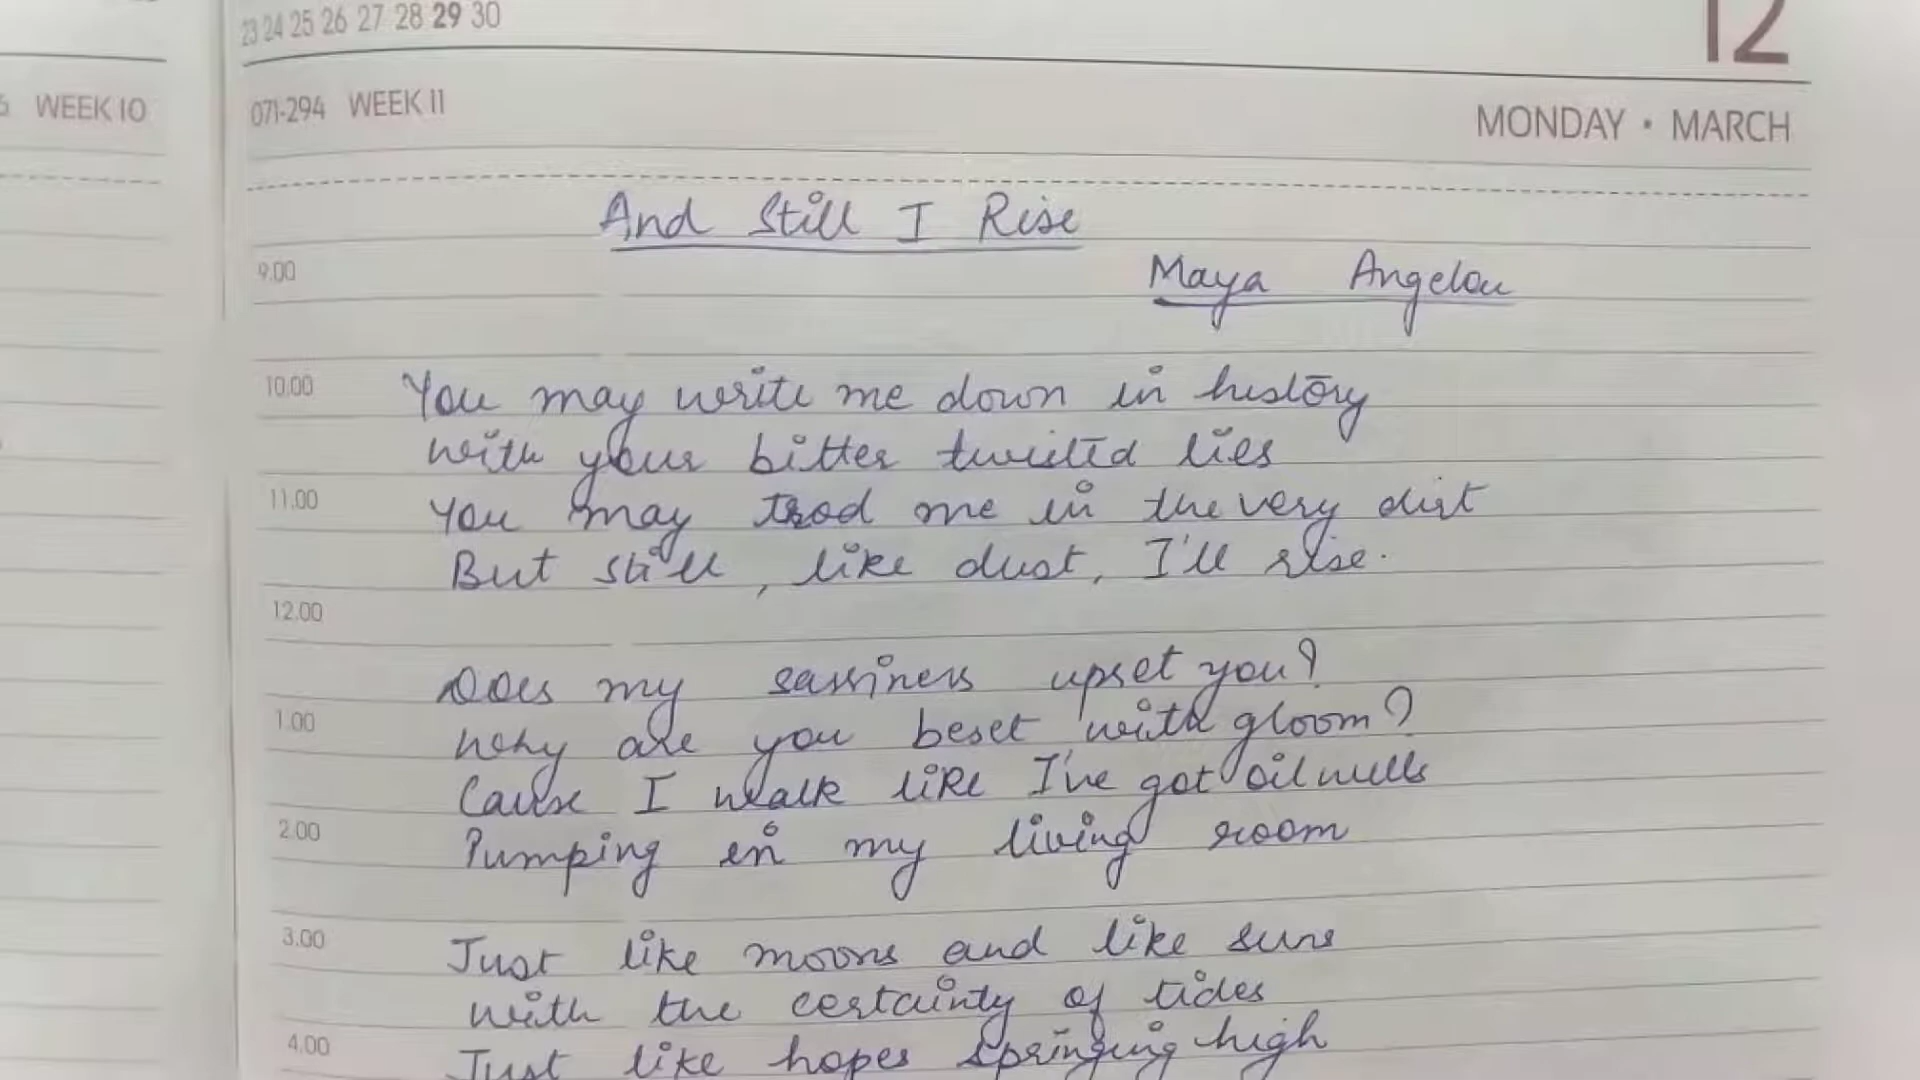 23 24 25 26 27 28 29 30
12
WEEK 10
071-294 WEEK 11
MONDAY • MARCH
And Still I Rise
9.00
Maya Angelou
10.00
You may write me down in history
with your bitter twisted lies
11.00
You may trod me in the very dirt
But still, like dust, I'll rise.
12.00
Does my sassiness upset you?
1.00
Why are you beset with gloom?
Cause I walk like I've got oil wells
2.00
Pumping in my living room
3.00
Just like moons and like suns
with the certainty of tides
4.00
Just like hopes springing high